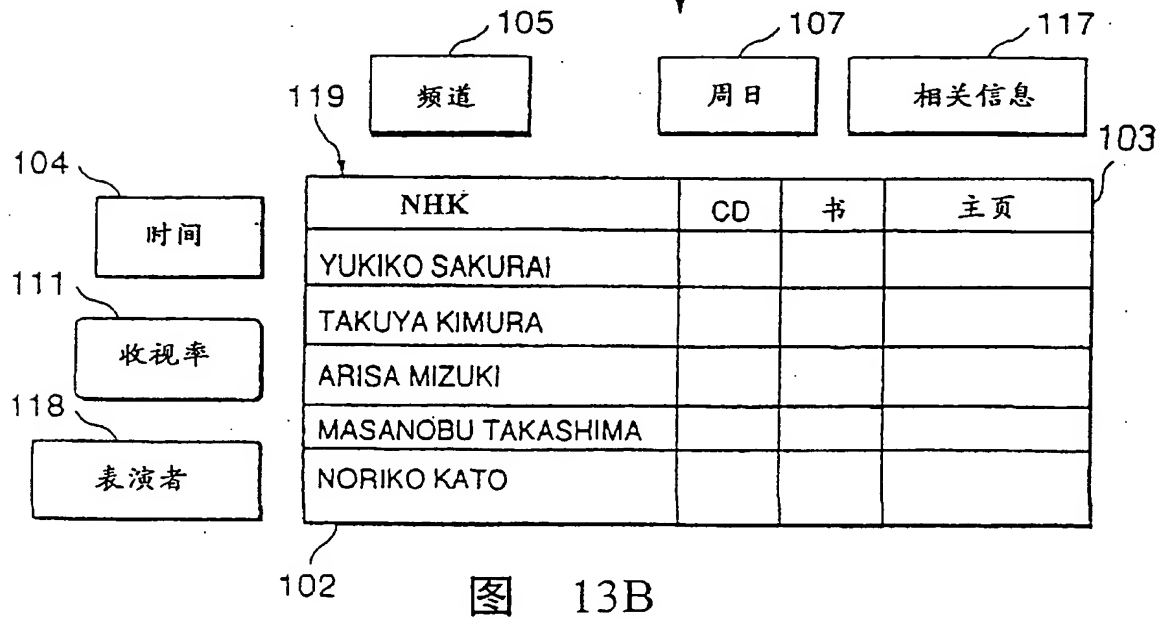 105
107
117
频道
周日
相关信息
119
103
104
时间
NHK
CD
书
主页
YUKIKO SAKURAI
111
TAKUYA KIMURA
收视率
ARISA MIZUKI
118
MASANOBU TAKASHIMA
表演者
NORIKO KATO
102
图 13B